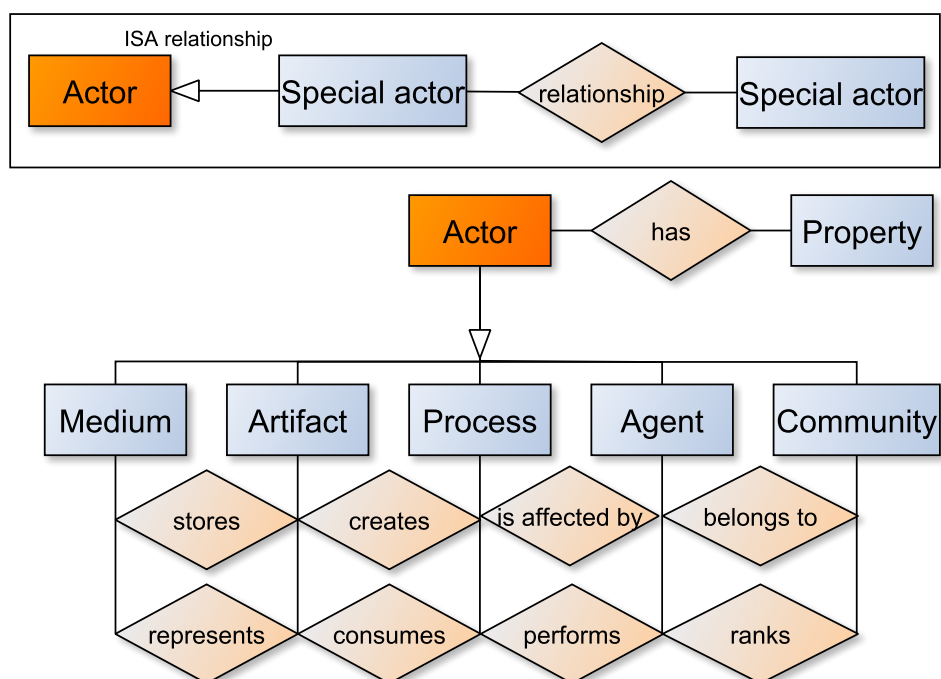 ISA relationship
Actor
Special actor
relationship
Special actor
Actor
has
Property
Medium
Artifact
Process
Agent
Community
stores
creates
is affected by
belongs to
represents
consumes
performs
ranks